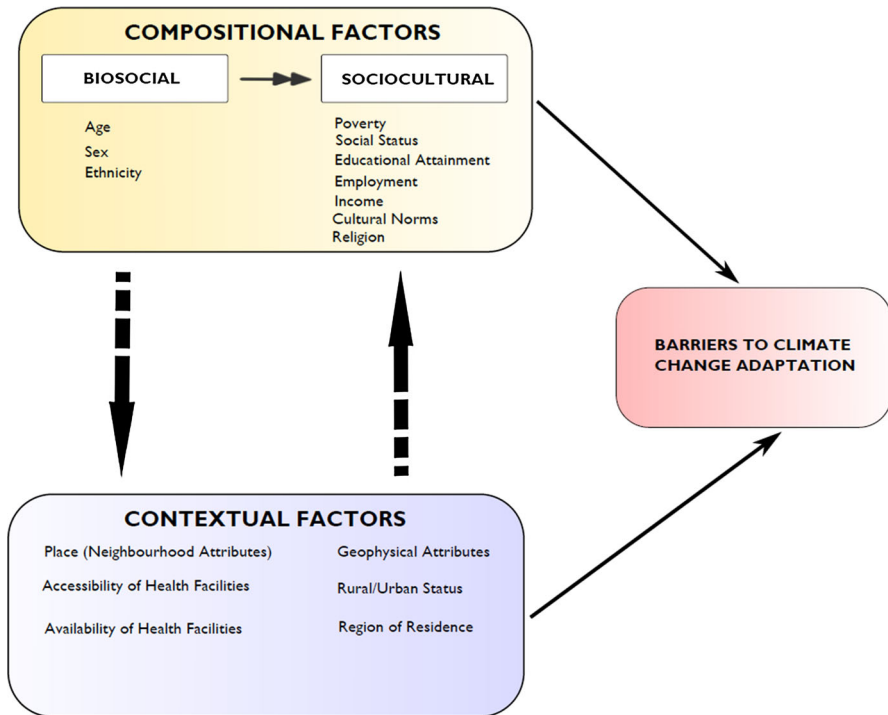 COMPOSITIONAL FACTORS
BIOSOCIAL
Age
Sex
Ethnicity
SOCIOCULTURAL
Poverty
Social Status
Educational Attainment
Employment
Income
Cultural Norms
Religion
BARRIERS TO CLIMATE
CHANGE ADAPTATION
CONTEXTUAL FACTORS
Place (Neighbourhood Attributes)
Accessibility of Health Facilities
Availability of Health Facilities
Geophysical Attributes
Rural/Urban Status
Region of Residence